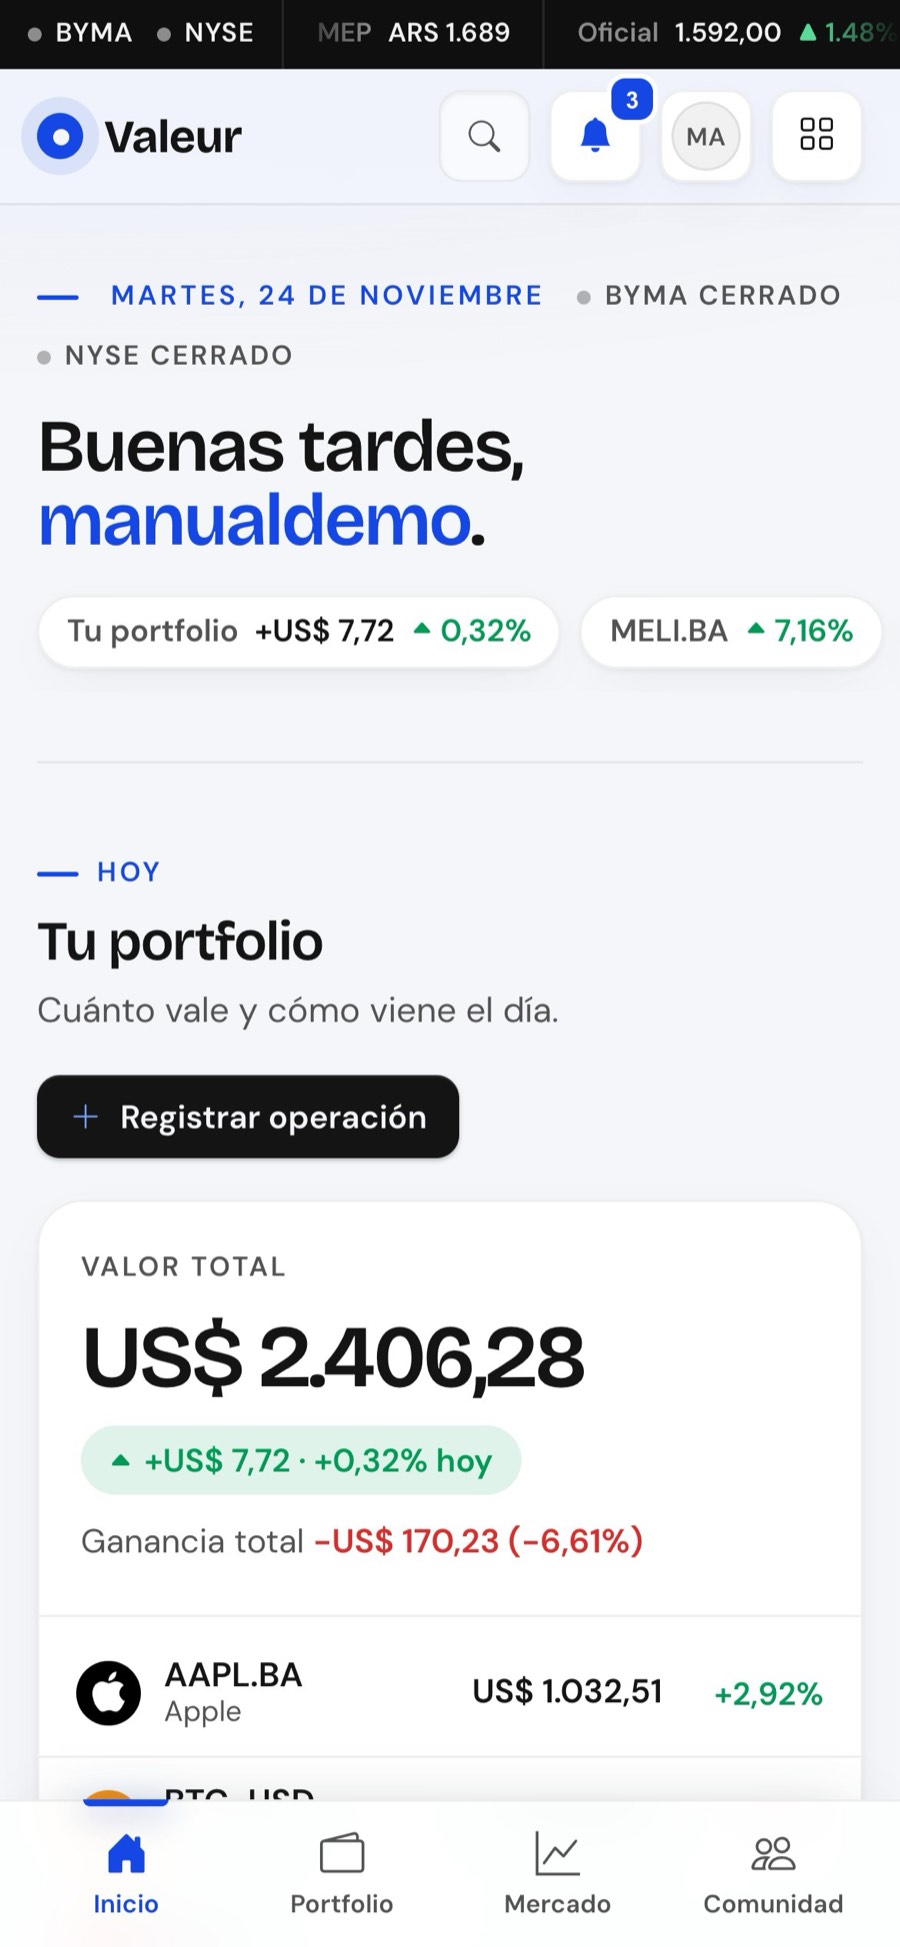 BYMA NYSE MEP ARS 1.689 Oficial 1.592,00 ▲ 1.48%
Valeur 3 MA
MARTES, 24 DE NOVIEMBRE BYMA CERRADO
NYSE CERRADO
Buenas tardes,
manualdemo.
Tu portfolio +US$ 7,72 ▲ 0,32% MELI.BA ▲ 7,16%
HOY
Tu portfolio
Cuánto vale y cómo viene el día.
+ Registrar operación
VALOR TOTAL
US$ 2.406,28
▲ +US$ 7,72 · +0,32% hoy
Ganancia total −US$ 170,23 (−6,61%)
AAPL.BA US$ 1.032,51 +2,92%
Apple
BTC-USD
Inicio Portfolio Mercado Comunidad